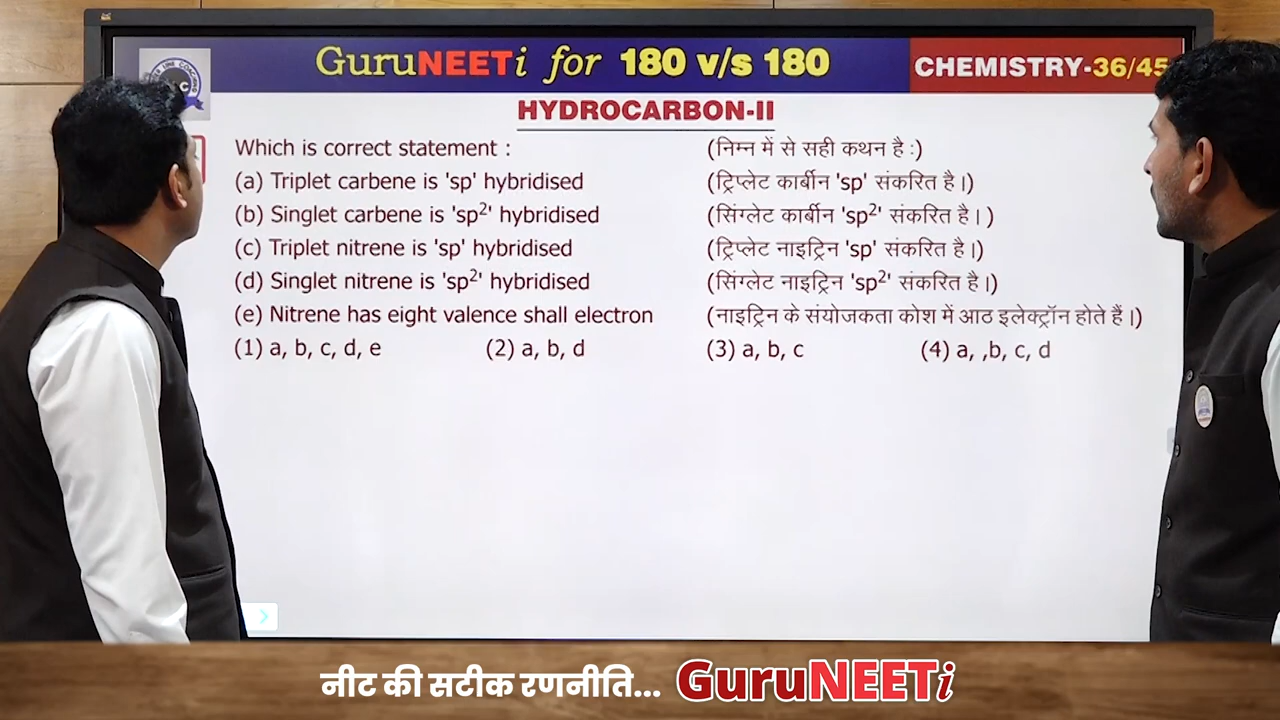 GuruNEETi for 180 v/s 180
CHEMISTRY-36/45
HYDROCARBON-II
Which is correct statement : (निम्न में से सही कथन है :)
(a) Triplet carbene is 'sp' hybridised (ट्रिप्लेट कार्बीन 'sp' संकरित है।)
(b) Singlet carbene is 'sp²' hybridised (सिंग्लेट कार्बीन 'sp²' संकरित है। )
(c) Triplet nitrene is 'sp' hybridised (ट्रिप्लेट नाइट्रिन 'sp' संकरित है।)
(d) Singlet nitrene is 'sp²' hybridised (सिंग्लेट नाइट्रिन 'sp²' संकरित है।)
(e) Nitrene has eight valence shall electron (नाइट्रिन के संयोजकता कोश में आठ इलेक्ट्रॉन होते हैं।)
(1) a, b, c, d, e (2) a, b, d (3) a, b, c (4) a, ,b, c, d
नीट की सटीक रणनीति... GuruNEETi